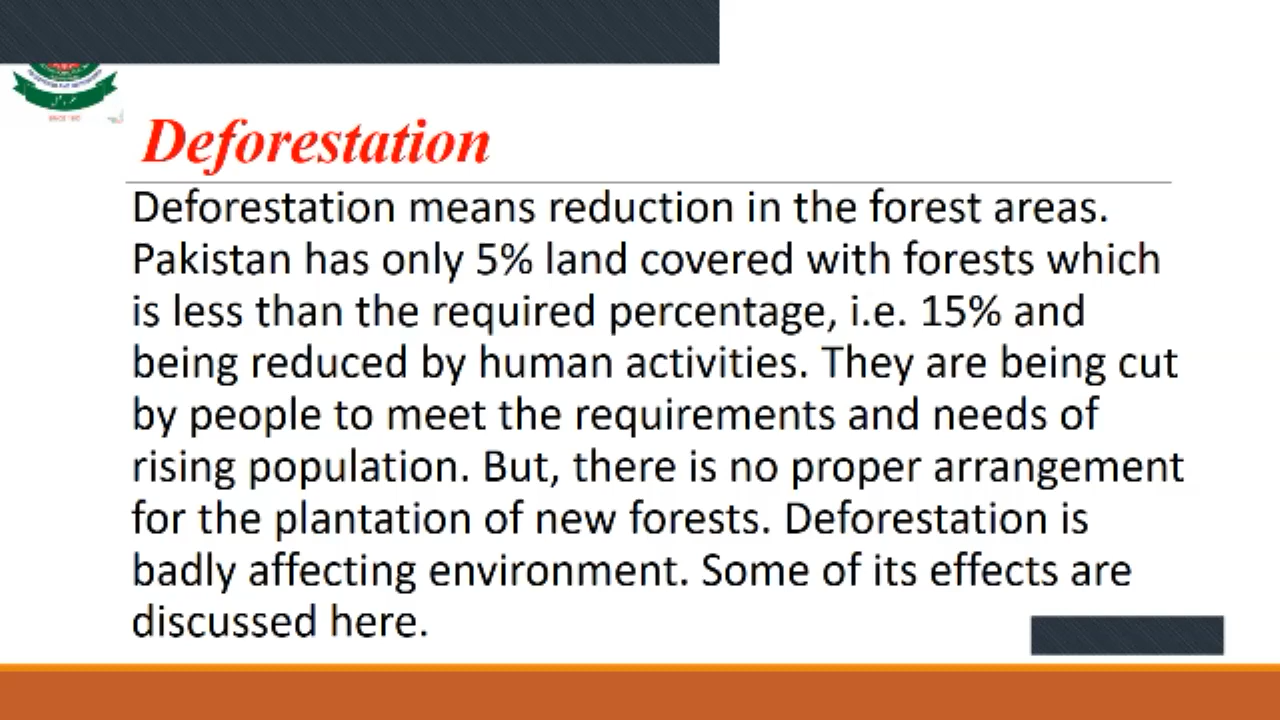 Deforestation
Deforestation means reduction in the forest areas.
Pakistan has only 5% land covered with forests which
is less than the required percentage, i.e. 15% and
being reduced by human activities. They are being cut
by people to meet the requirements and needs of
rising population. But, there is no proper arrangement
for the plantation of new forests. Deforestation is
badly affecting environment. Some of its effects are
discussed here.